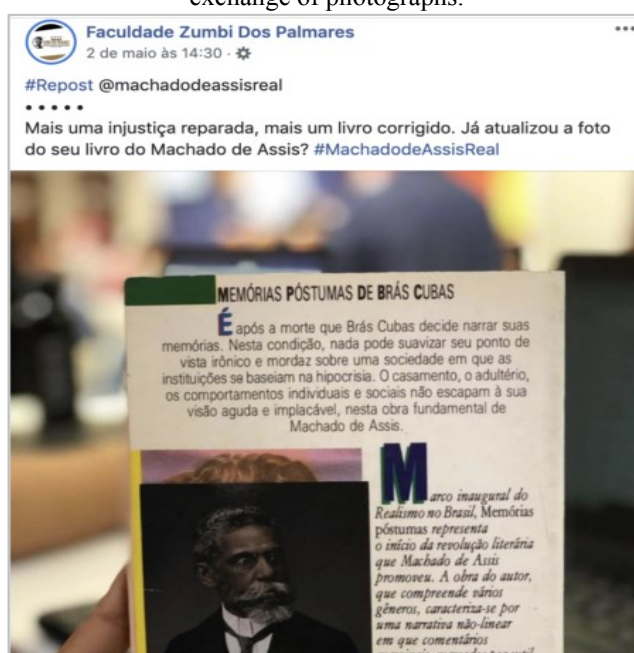 exchange of photographs.
Faculdade Zumbi Dos Palmares
2 de maio às 14:30 ·
#Repost @machadodeassisreal
• • • • •
Mais uma injustiça reparada, mais um livro corrigido. Já atualizou a foto
do seu livro do Machado de Assis? #MachadodeAssisReal
MEMÓRIAS PÓSTUMAS DE BRÁS CUBAS
É após a morte que Brás Cubas decide narrar suas
memórias. Nesta condição, nada pode suavizar seu ponto de
vista irônico e mordaz sobre uma sociedade em que as
instituições se baseiam na hipocrisia. O casamento, o adultério,
os comportamentos individuais e sociais não escapam à sua
visão aguda e implacável, nesta obra fundamental de
Machado de Assis.
Marco inaugural do
Realismo no Brasil, Memórias
póstumas representa
o início da revolução literária
que Machado de Assis
promoveu. A obra do autor,
que compreende vários
gêneros, caracteriza-se por
uma narrativa não-linear
em que comentários